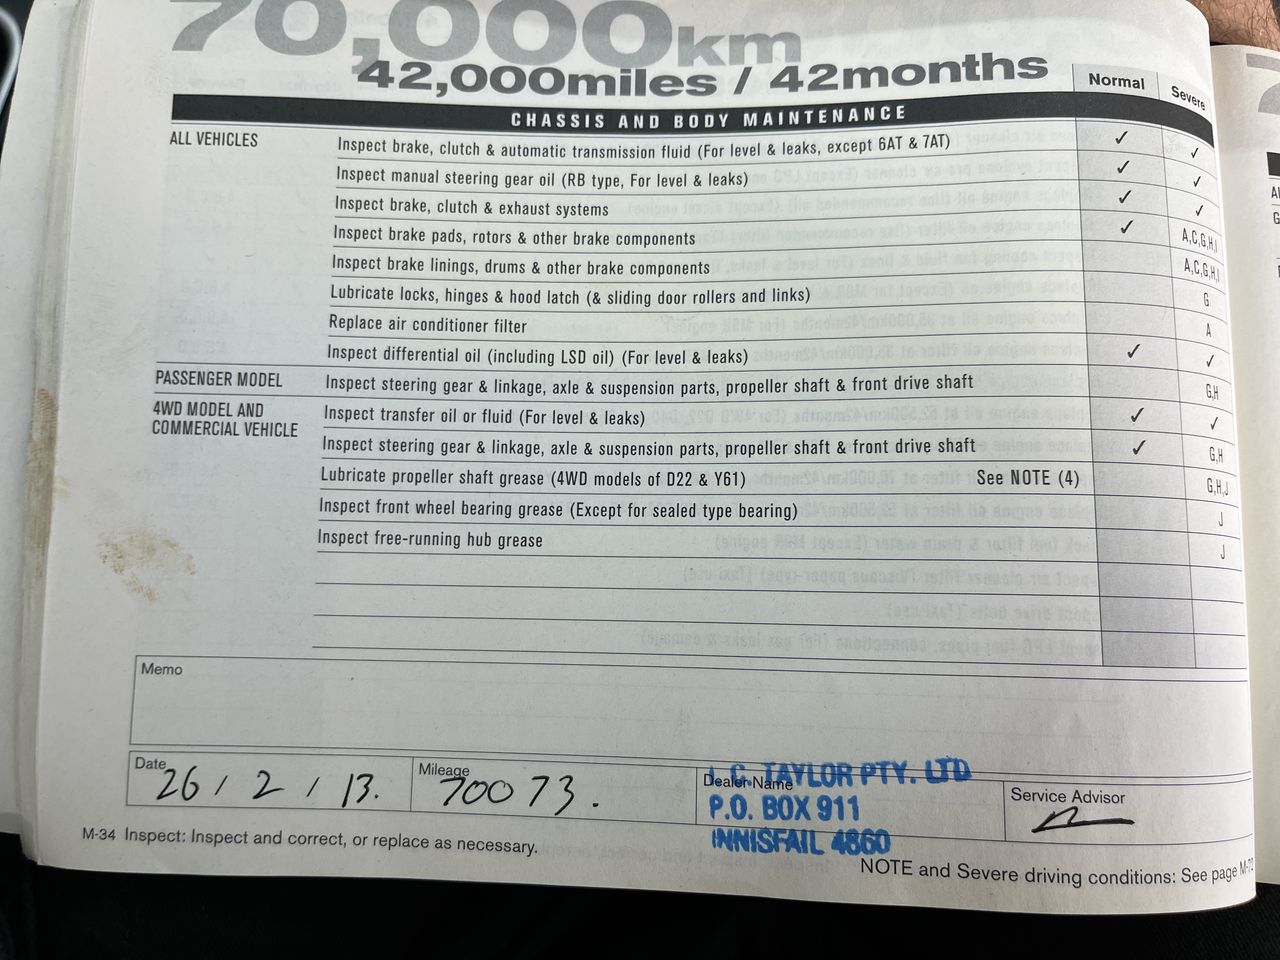 70,000km
42,000miles / 42months
Normal Severe
CHASSIS AND BODY MAINTENANCE
ALL VEHICLES Inspect brake, clutch & automatic transmission fluid (For level & leaks, except 6AT & 7AT) ✓ ✓
Inspect manual steering gear oil (RB type, For level & leaks) ✓ ✓
Inspect brake, clutch & exhaust systems ✓ ✓
Inspect brake pads, rotors & other brake components ✓ A,C,G,H,I
Inspect brake linings, drums & other brake components A,C,G,H,I
Lubricate locks, hinges & hood latch (& sliding door rollers and links) G
Replace air conditioner filter A
Inspect differential oil (including LSD oil) (For level & leaks) ✓ ✓
PASSENGER MODEL Inspect steering gear & linkage, axle & suspension parts, propeller shaft & front drive shaft G,H
4WD MODEL AND Inspect transfer oil or fluid (For level & leaks) ✓ ✓
COMMERCIAL VEHICLE Inspect steering gear & linkage, axle & suspension parts, propeller shaft & front drive shaft ✓ G,H
Lubricate propeller shaft grease (4WD models of D22 & Y61) See NOTE (4) G,H,J
Inspect front wheel bearing grease (Except for sealed type bearing) J
Inspect free-running hub grease J
Memo
Date 26 / 2 / 13.
Mileage 70073.
Dealer Name
C. TAYLOR PTY. LTD
P.O. BOX 911
INNISFAIL 4860
Service Advisor
M-34 Inspect: Inspect and correct, or replace as necessary.
NOTE and Severe driving conditions: See page